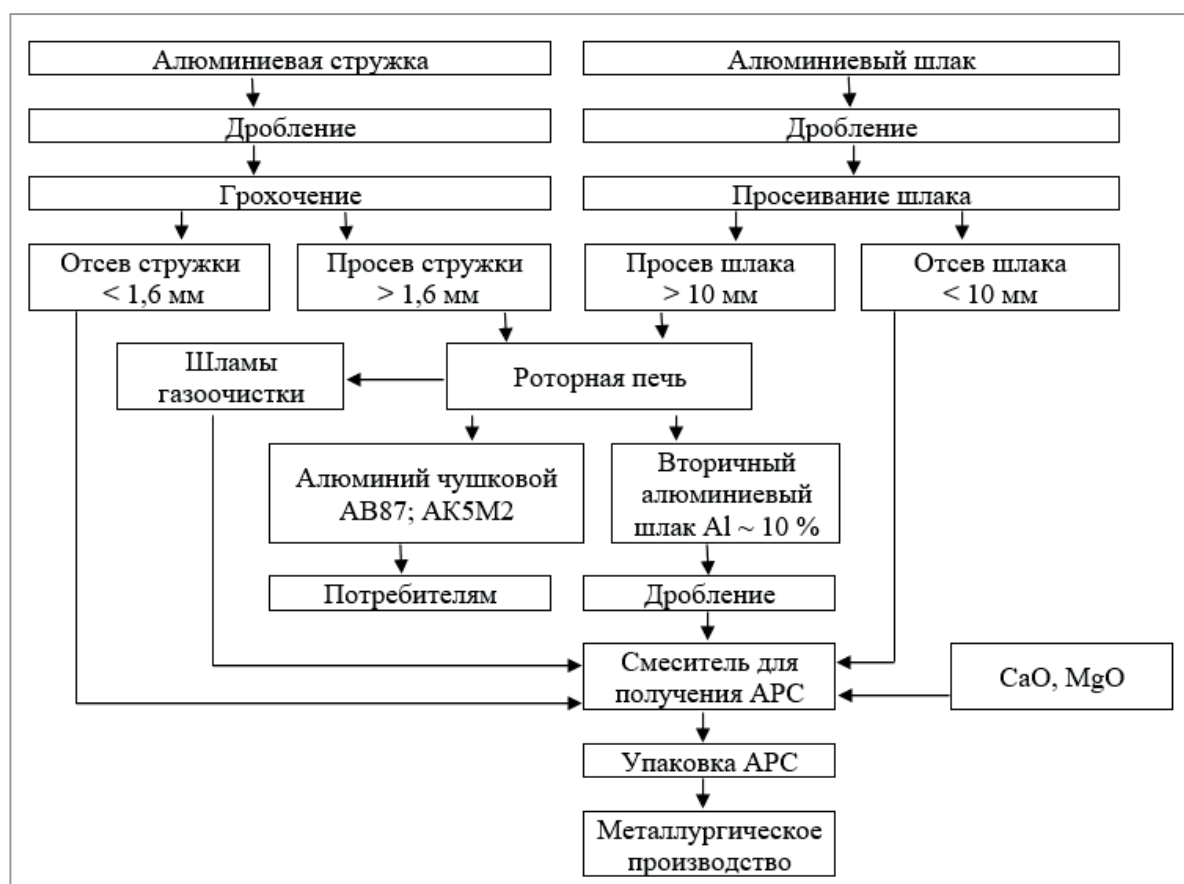 Алюминиевая стружка
Алюминиевый шлак
Дробление
Дробление
Грохочение
Просеивание шлака
Отсев стружки
< 1,6 мм
Просев стружки
> 1,6 мм
Просев шлака
> 10 мм
Отсев шлака
< 10 мм
Шламы
газоочистки
Роторная печь
Алюминий чушковой
АВ87; АК5М2
Вторичный
алюминиевый
шлак Al ~ 10 %
Потребителям
Дробление
Смеситель для
получения АРС
CaO, MgO
Упаковка АРС
Металлургическое
производство